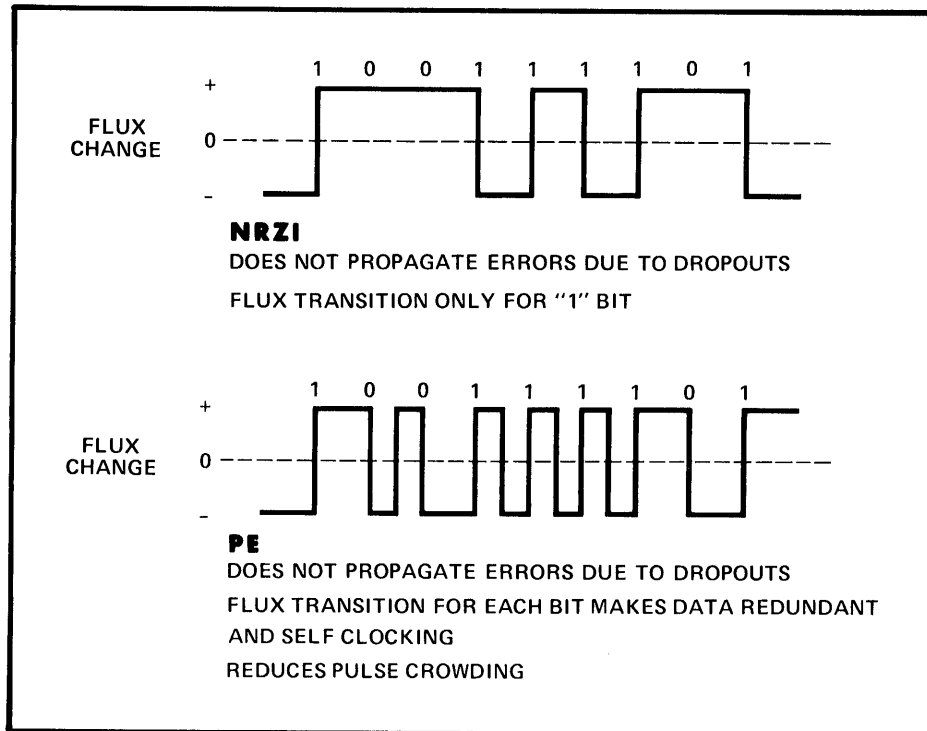 1 0 0 1 1 1 1 0 1
+
FLUX
CHANGE
0
-
NRZI
DOES NOT PROPAGATE ERRORS DUE TO DROPOUTS
FLUX TRANSITION ONLY FOR "1" BIT
1 0 0 1 1 1 1 0 1
+
FLUX
CHANGE
0
-
PE
DOES NOT PROPAGATE ERRORS DUE TO DROPOUTS
FLUX TRANSITION FOR EACH BIT MAKES DATA REDUNDANT
AND SELF CLOCKING
REDUCES PULSE CROWDING